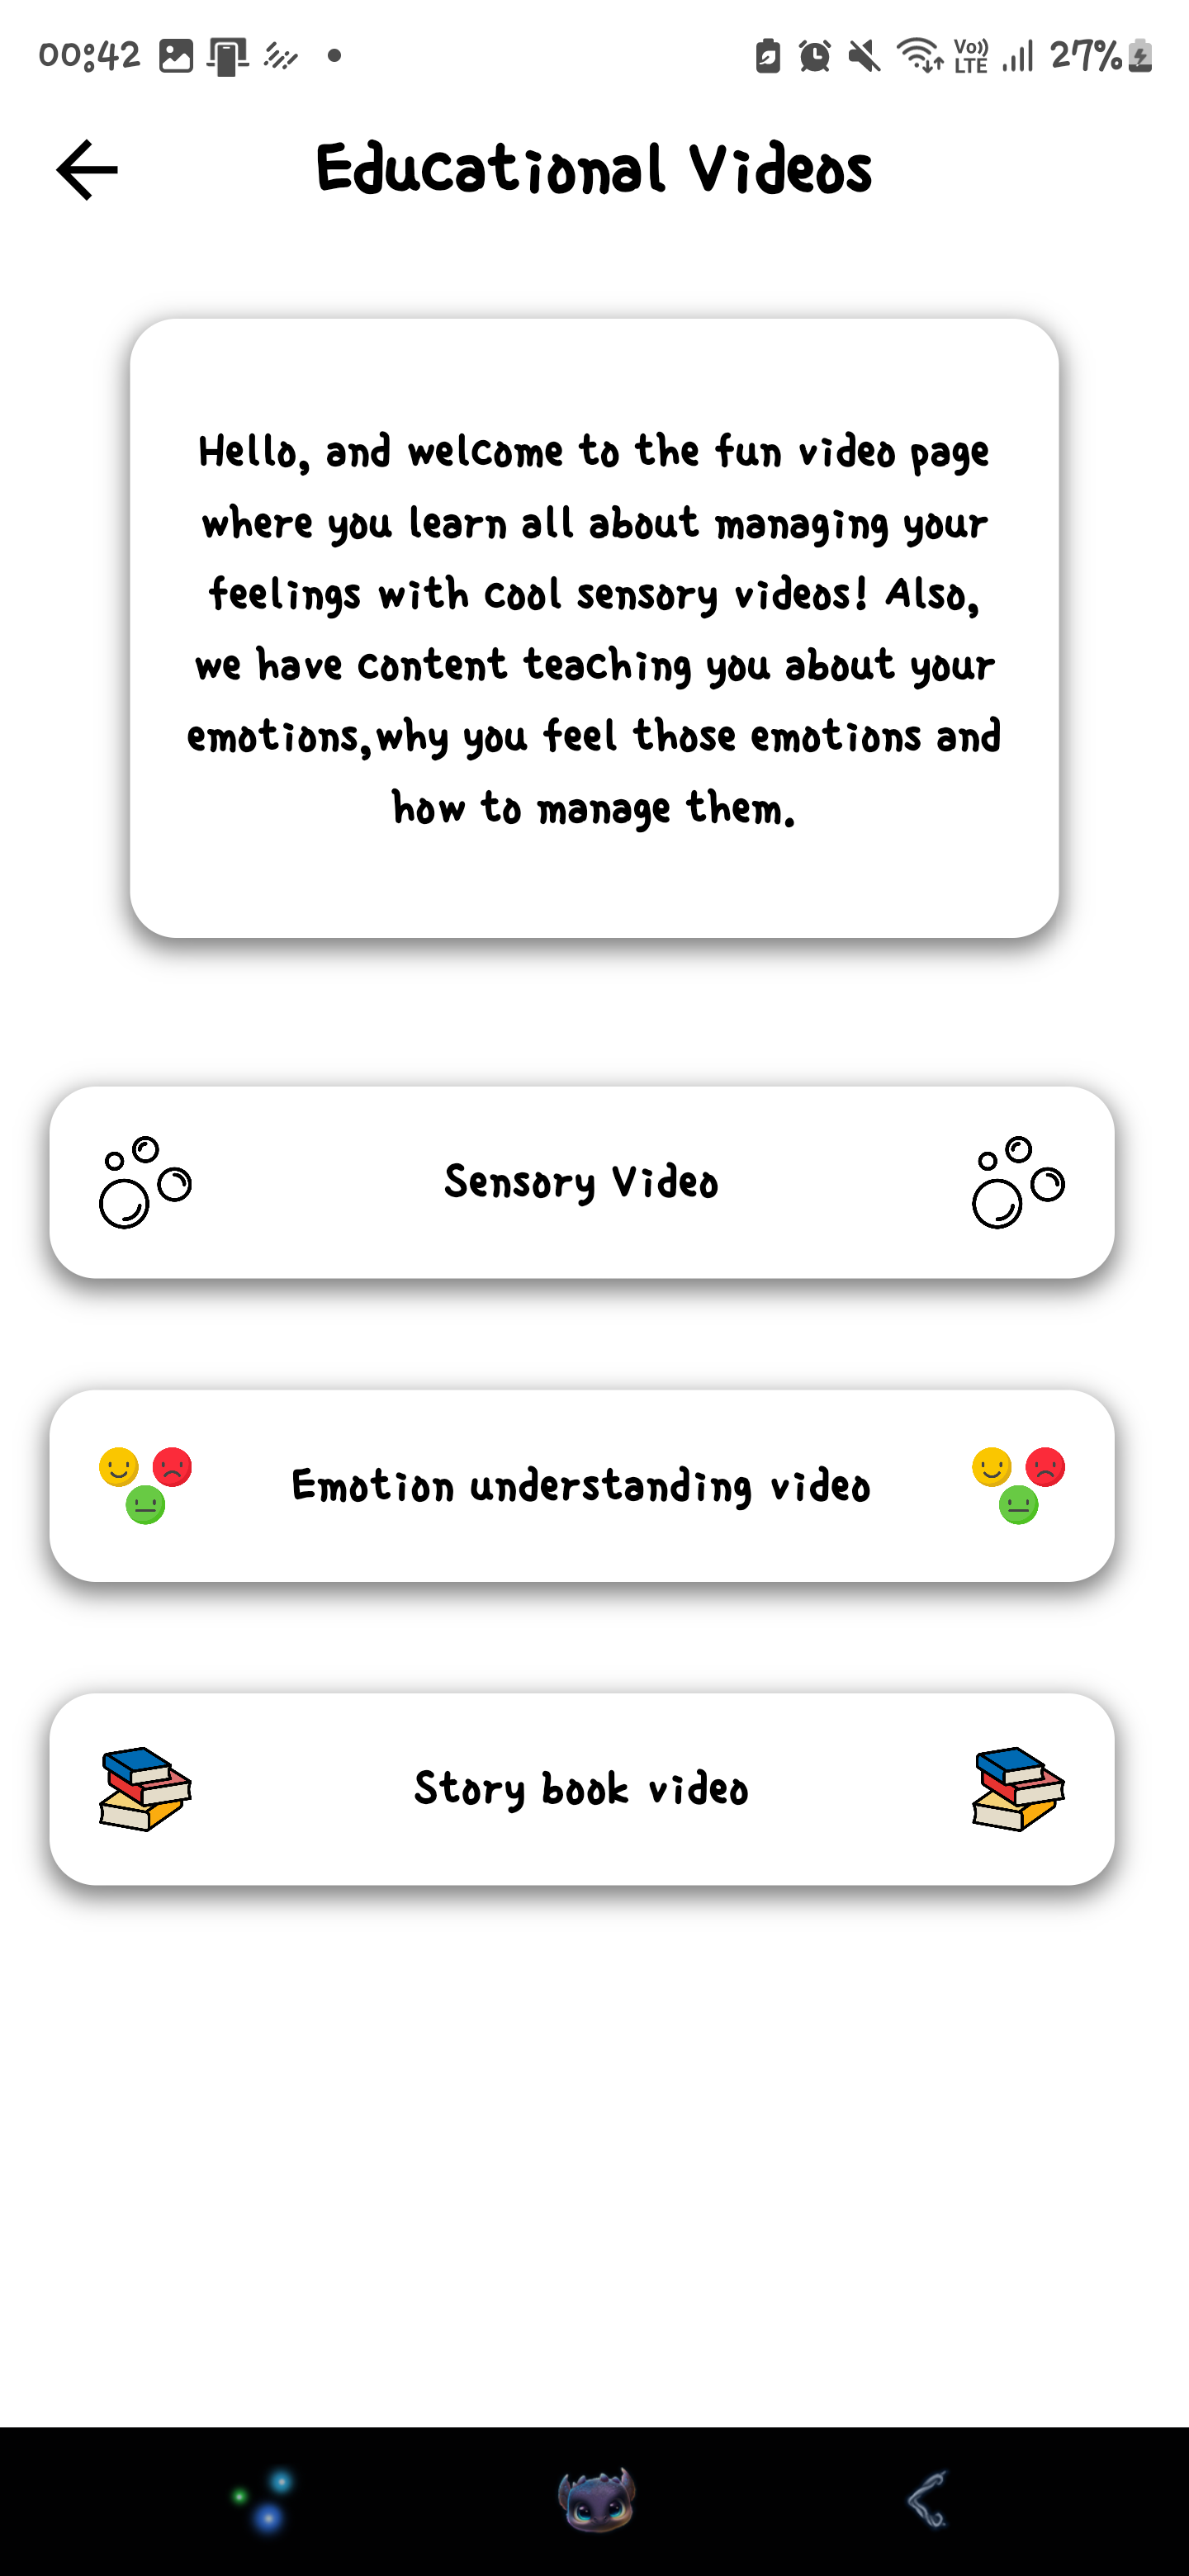 00:42 Vo)) LTE 27%
Educational Videos
Hello, and welcome to the fun video page
where you learn all about managing your
feelings with cool sensory videos! Also,
we have content teaching you about your
emotions,why you feel those emotions and
how to manage them.
Sensory Video
Emotion understanding video
Story book video